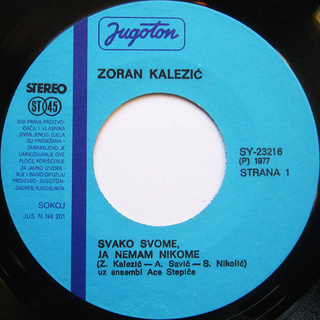 Jugoton
ZORAN KALEZIĆ
STEREO
ST 45
SVA PRAVA PROIZVO-
ĐAČA I VLASNIKA
SNIMLJENOG DJELA
SU PRIDRŽANA –
ZABRANJENO JE
UMNOŽAVANJE OVE
PLOČE, KORIŠĆENJE
ZA JAVNO IZVOĐE-
NJE I RADIO-DIFUZIJU
PROIZVODI – JUGOTON –
ZAGREB, JUGOSLAVIJA
SY-23216
(P) 1977
STRANA 1
SOKOJ
JUS. N. N4 201
SVAKO SVOME,
JA NEMAM NIKOME
(Z. Kalezić — A. Savić — S. Nikolić)
uz ansambl Ace Stepića